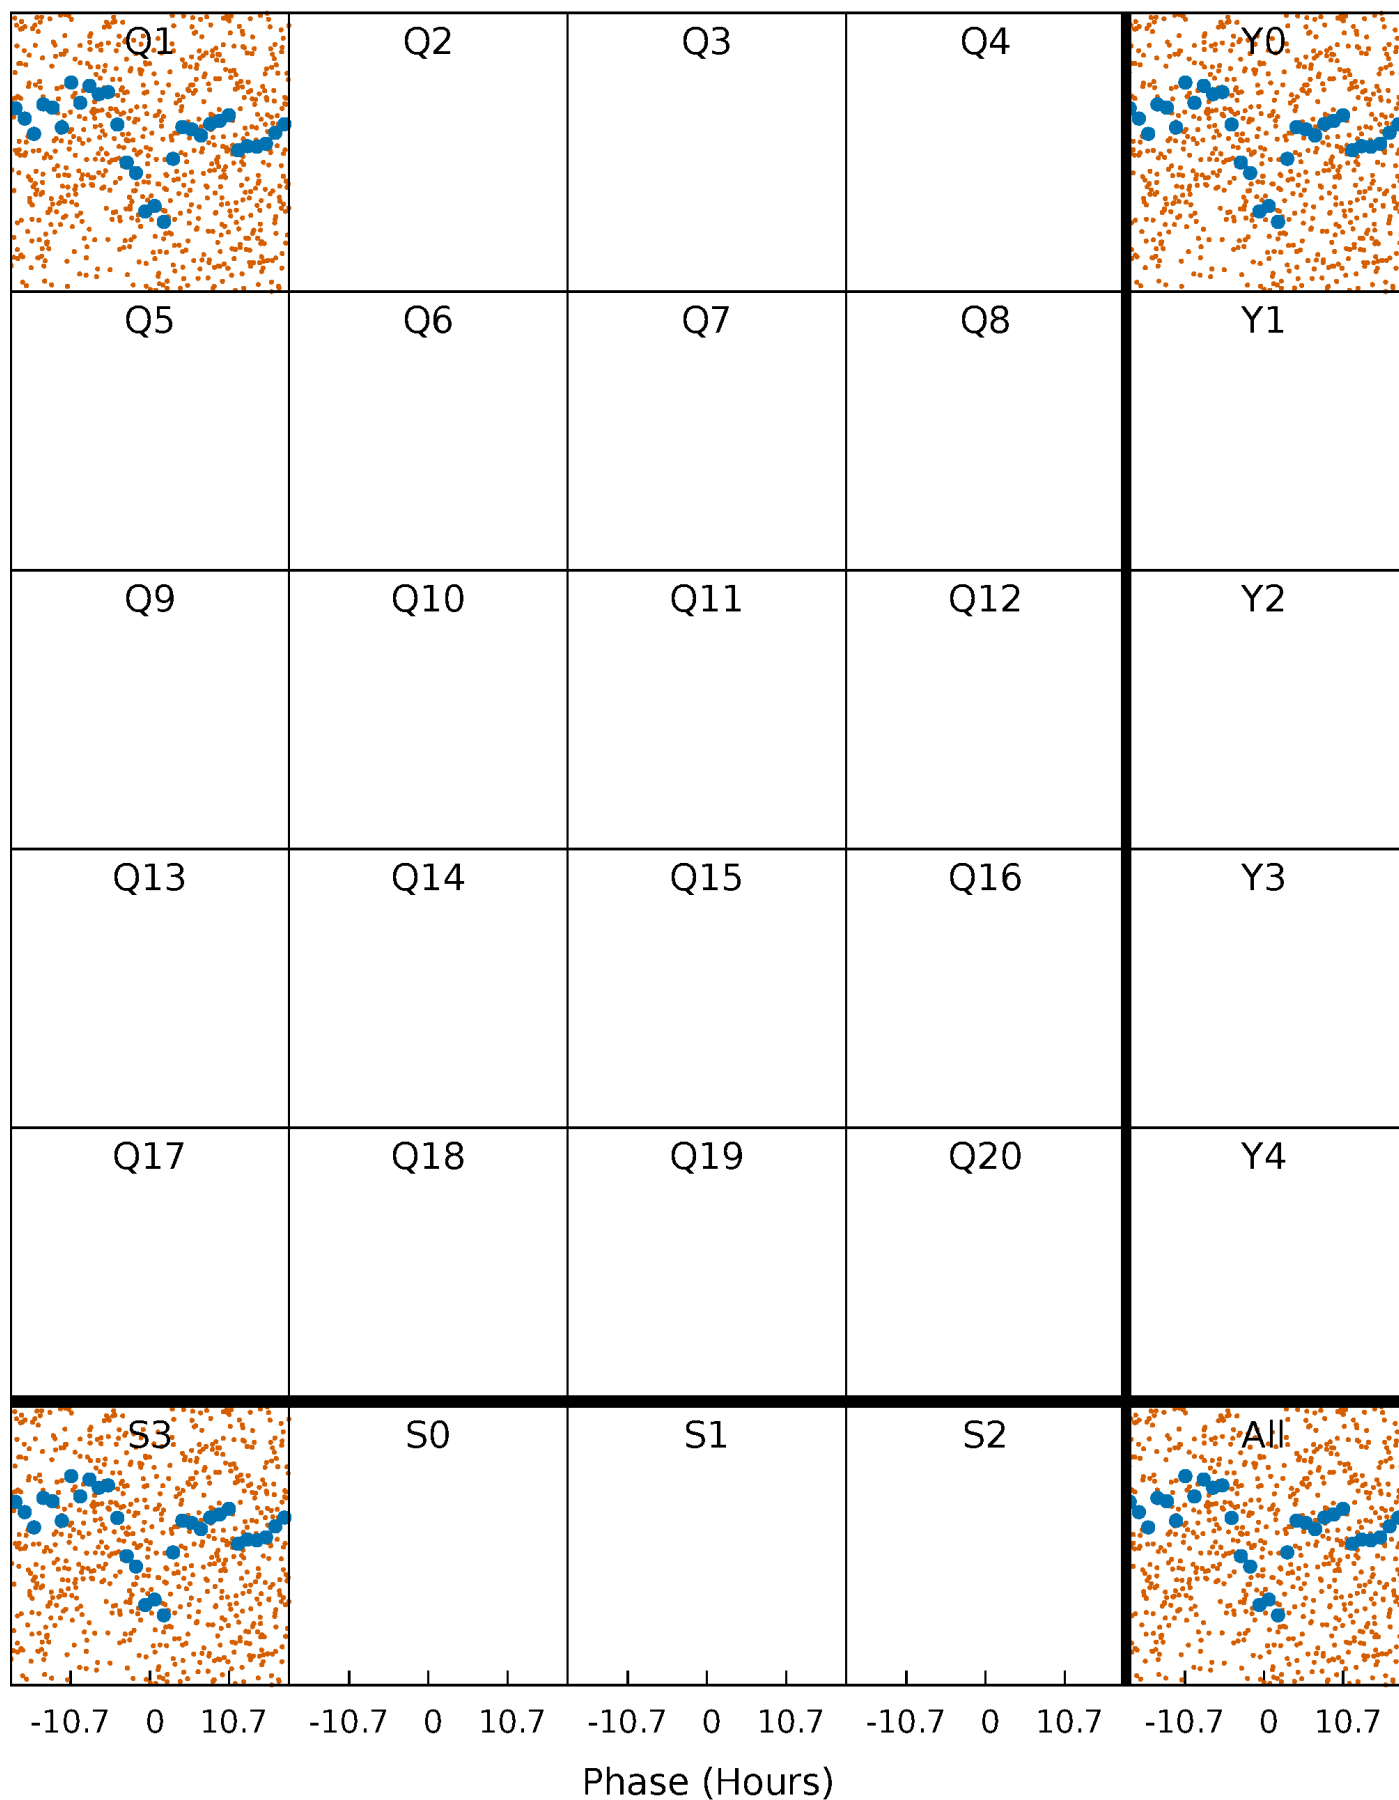 Q1 Q2 Q3 Q4 Y0
Q5 Q6 Q7 Q8 Y1
Q9 Q10 Q11 Q12 Y2
Q13 Q14 Q15 Q16 Y3
Q17 Q18 Q19 Q20 Y4
S3 S0 S1 S2 All
-10.7 0 10.7 -10.7 0 10.7 -10.7 0 10.7 -10.7 0 10.7 -10.7 0 10.7
Phase (Hours)